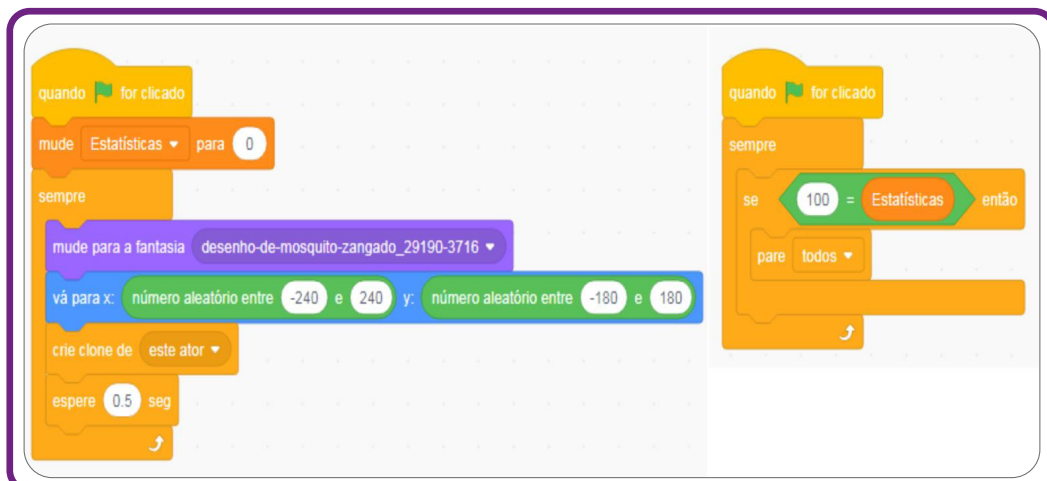 quando for clicado
mude Estatísticas para 0
sempre
mude para a fantasia desenho-de-mosquito-zangado_29190-3716
vá para x: número aleatório entre -240 e 240 y: número aleatório entre -180 e 180
crie clone de este ator
espere 0.5 seg
quando for clicado
sempre
se 100 = Estatísticas então
pare todos